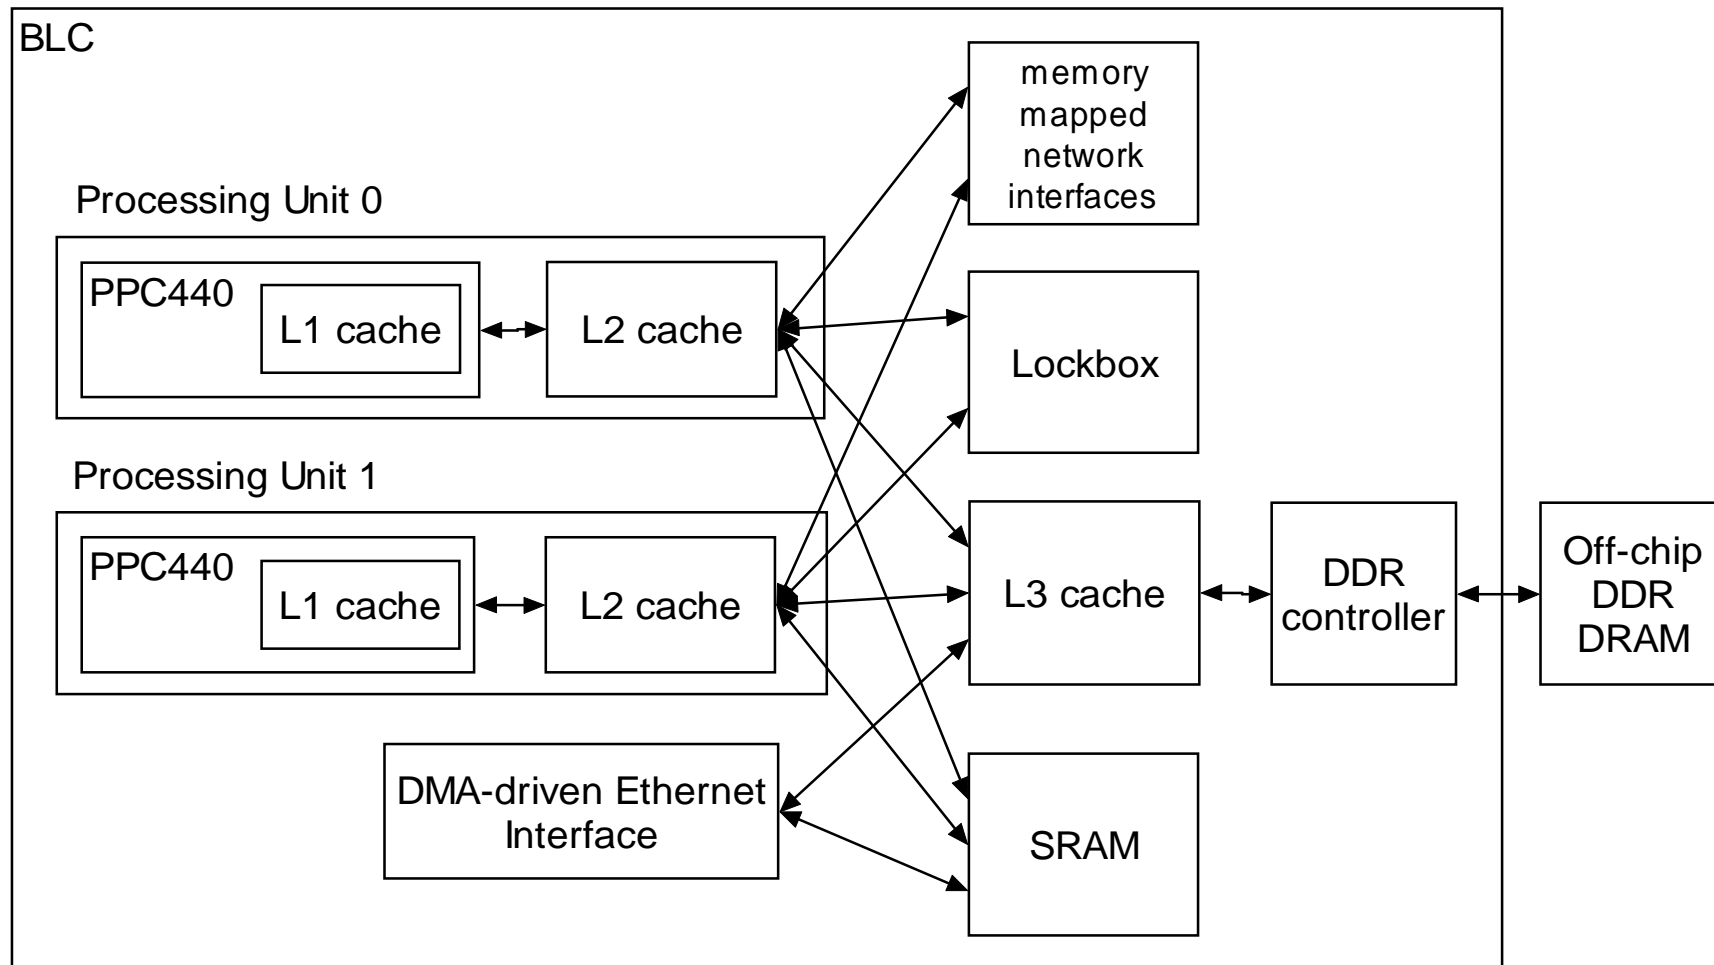 BLC
memory
mapped
network
interfaces
Processing Unit 0
PPC440
L1 cache
L2 cache
Lockbox
Processing Unit 1
PPC440
L1 cache
L2 cache
L3 cache
DDR
controller
Off-chip
DDR
DRAM
DMA-driven Ethernet
Interface
SRAM